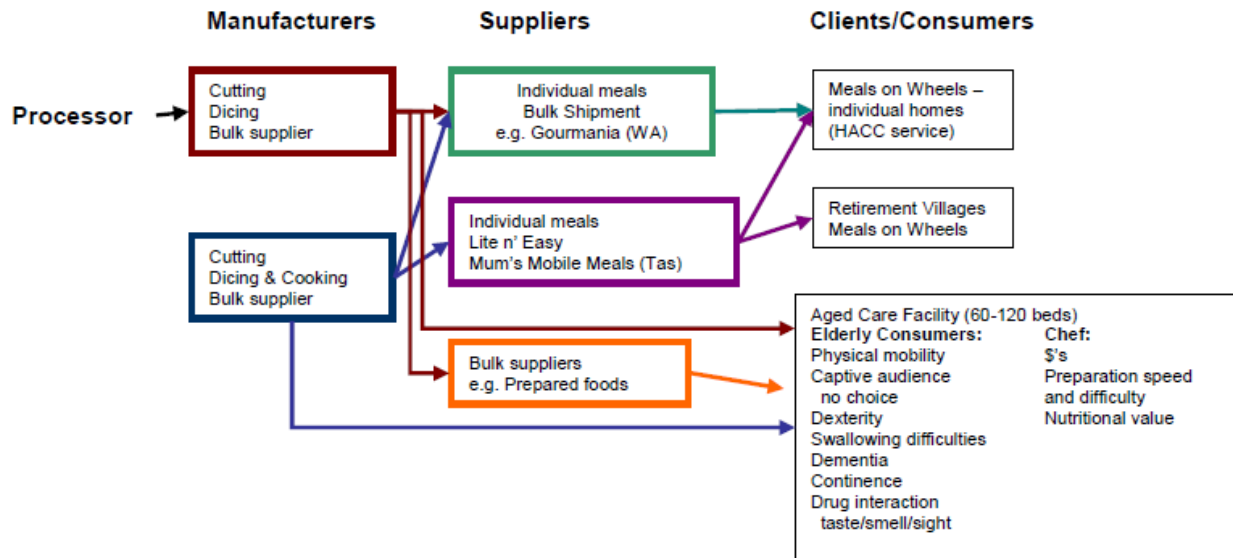 Manufacturers
Suppliers
Clients/Consumers
Processor
Cutting
Dicing
Bulk supplier
Individual meals
Bulk Shipment
e.g. Gourmania (WA)
Meals on Wheels –
individual homes
(HACC service)
Cutting
Dicing & Cooking
Bulk supplier
Individual meals
Lite n' Easy
Mum's Mobile Meals (Tas)
Retirement Villages
Meals on Wheels
Bulk suppliers
e.g. Prepared foods
Aged Care Facility (60-120 beds)
Elderly Consumers:
Physical mobility
Captive audience
no choice
Dexterity
Swallowing difficulties
Dementia
Continence
Drug interaction
taste/smell/sight
Chef:
$'s
Preparation speed
and difficulty
Nutritional value